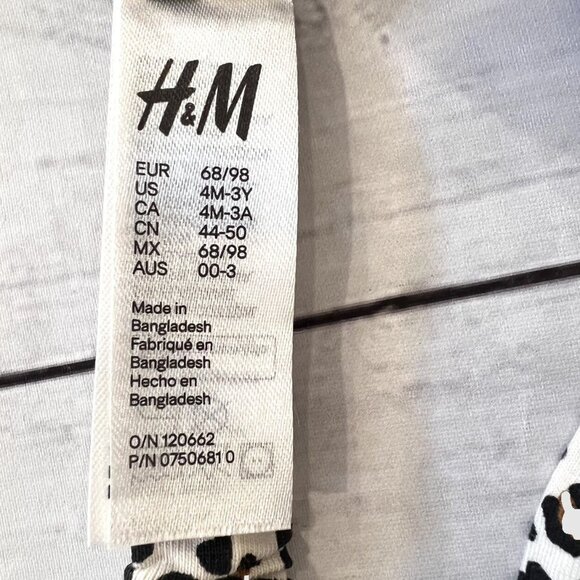 H&M
EUR 68/98
US 4M-3Y
CA 4M-3A
CN 44-50
MX 68/98
AUS 00-3
Made in
Bangladesh
Fabriqué en
Bangladesh
Hecho en
Bangladesh
O/N 120662
P/N 0750681 0